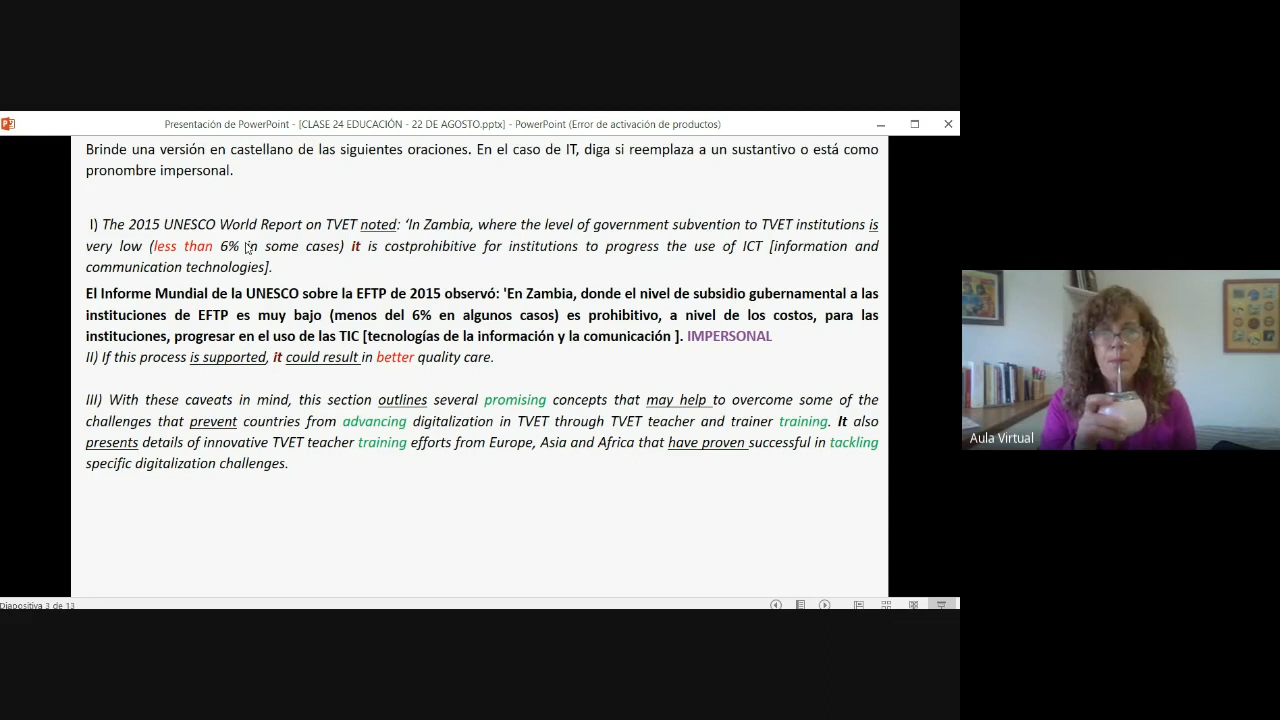 Presentación de PowerPoint - [CLASE 24 EDUCACIÓN - 22 DE AGOSTO.pptx] - PowerPoint (Error de activación de productos)
Brinde una versión en castellano de las siguientes oraciones. En el caso de IT, diga si reemplaza a un sustantivo o está como
pronombre impersonal.
I) The 2015 UNESCO World Report on TVET noted: ‘In Zambia, where the level of government subvention to TVET institutions is
very low (less than 6% in some cases) it is costprohibitive for institutions to progress the use of ICT [information and
communication technologies].
El Informe Mundial de la UNESCO sobre la EFTP de 2015 observó: 'En Zambia, donde el nivel de subsidio gubernamental a las
instituciones de EFTP es muy bajo (menos del 6% en algunos casos) es prohibitivo, a nivel de los costos, para las
instituciones, progresar en el uso de las TIC [tecnologías de la información y la comunicación ]. IMPERSONAL
II) If this process is supported, it could result in better quality care.
III) With these caveats in mind, this section outlines several promising concepts that may help to overcome some of the
challenges that prevent countries from advancing digitalization in TVET through TVET teacher and trainer training. It also
presents details of innovative TVET teacher training efforts from Europe, Asia and Africa that have proven successful in tackling
specific digitalization challenges.
Aula Virtual
Diapositiva 3 de 13